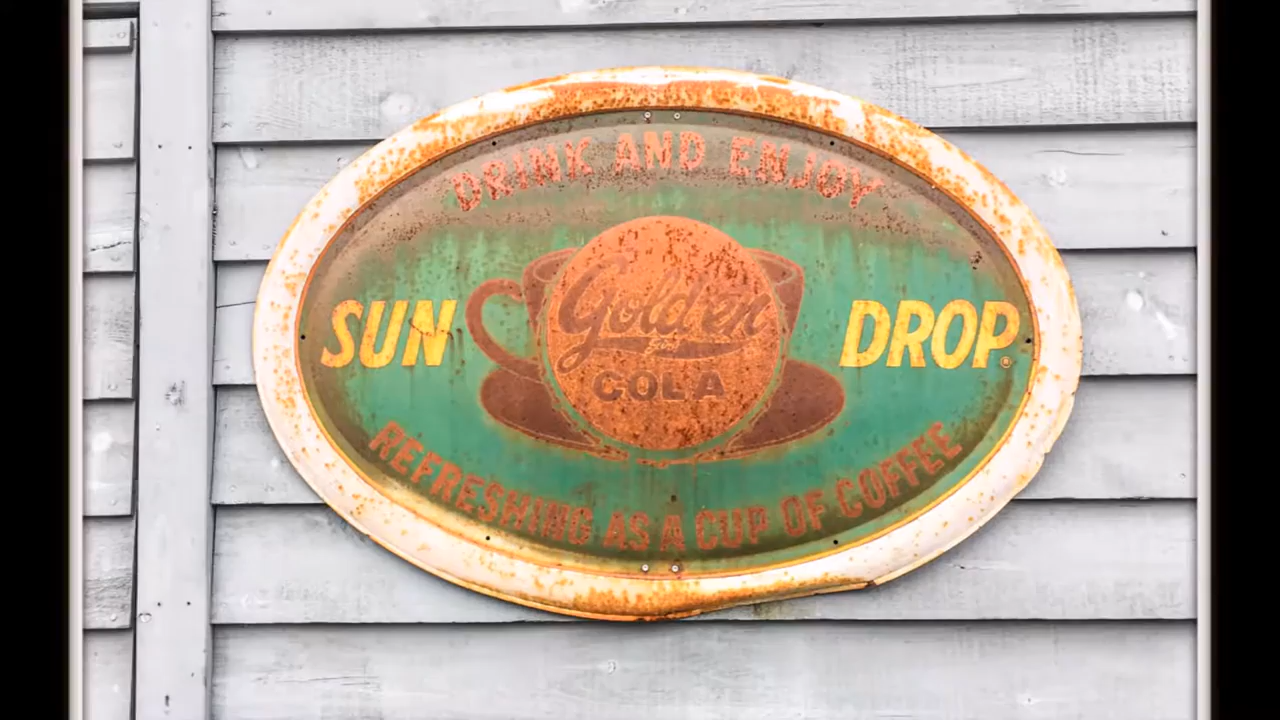 DRINK AND ENJOY
SUN DROP®
Golden
COLA
REFRESHING AS A CUP OF COFFEE